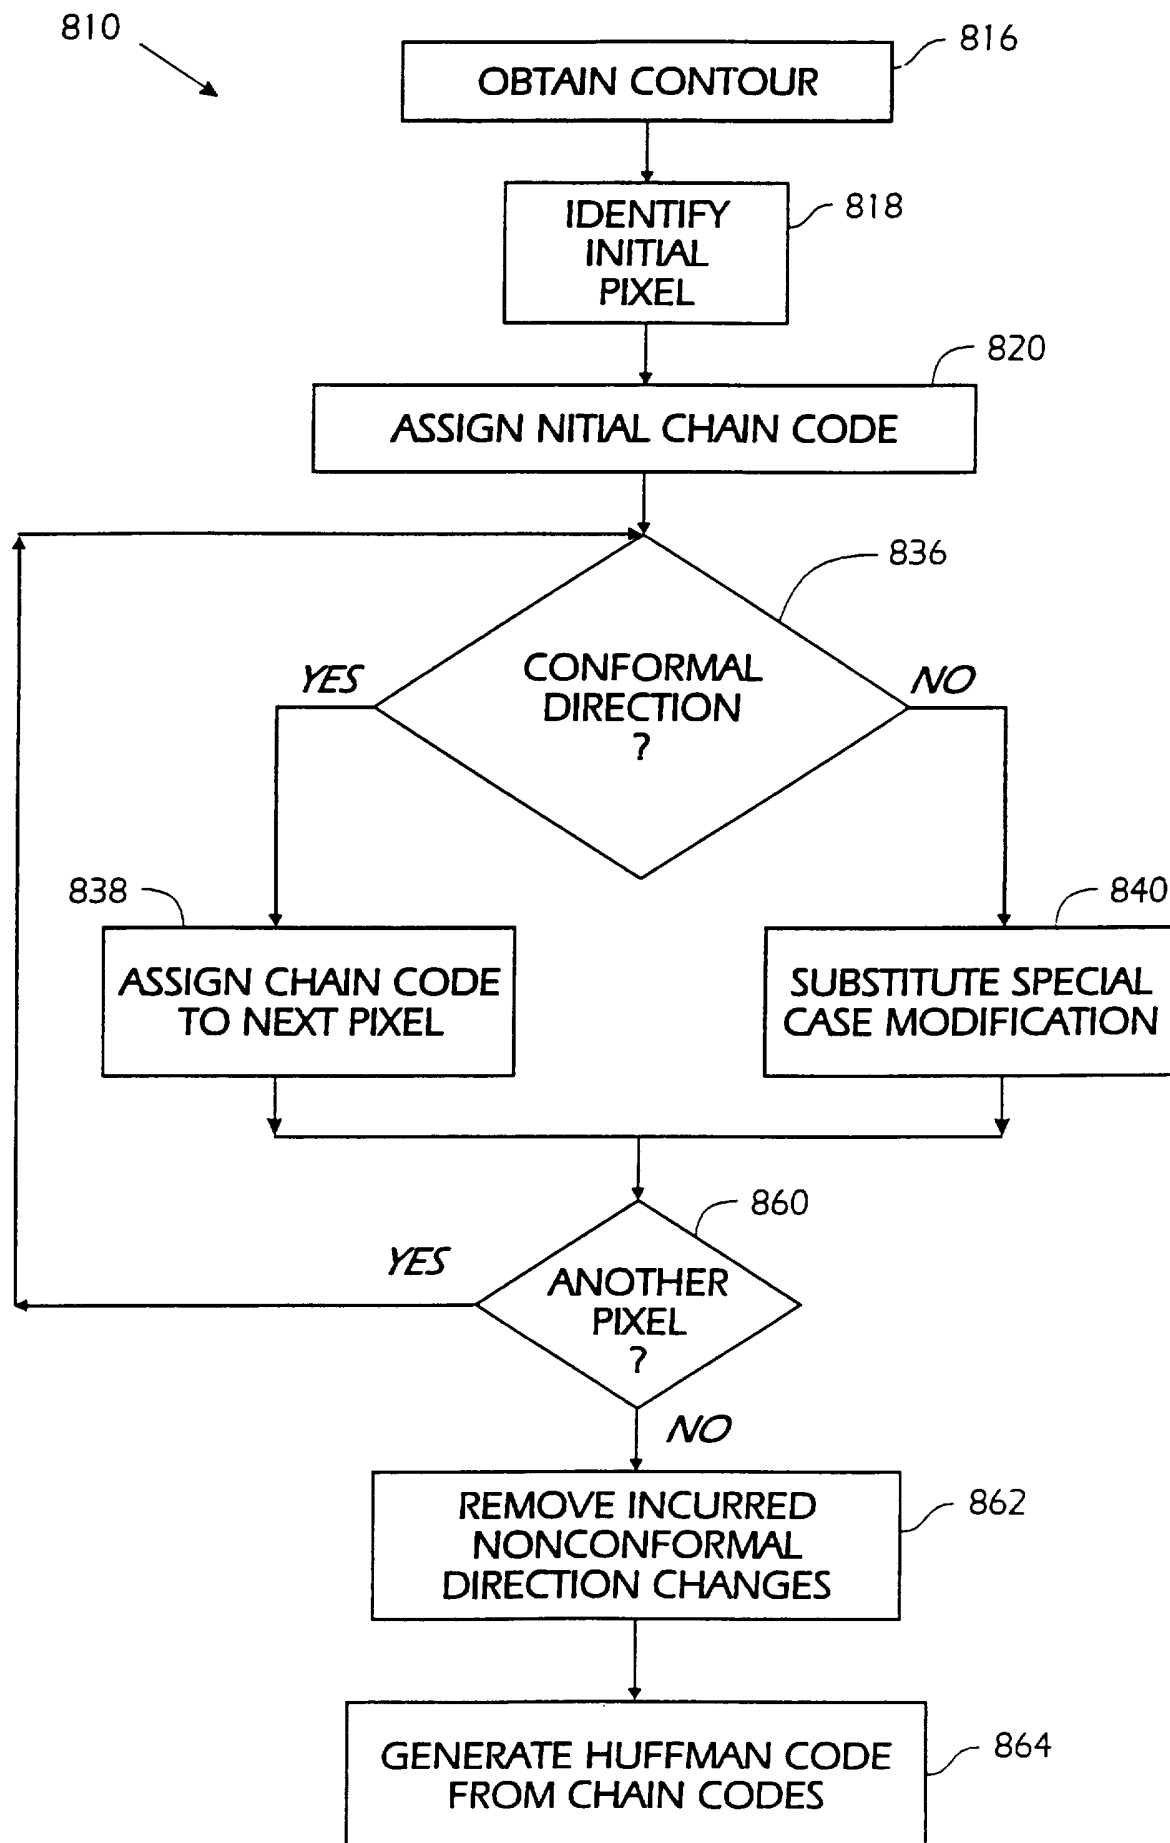 810
816
OBTAIN CONTOUR
818
IDENTIFY
INITIAL
PIXEL
820
ASSIGN NITIAL CHAIN CODE
836
CONFORMAL
DIRECTION
?
YES
NO
838
840
ASSIGN CHAIN CODE
TO NEXT PIXEL
SUBSTITUTE SPECIAL
CASE MODIFICATION
860
YES
ANOTHER
PIXEL
?
NO
862
REMOVE INCURRED
NONCONFORMAL
DIRECTION CHANGES
864
GENERATE HUFFMAN CODE
FROM CHAIN CODES